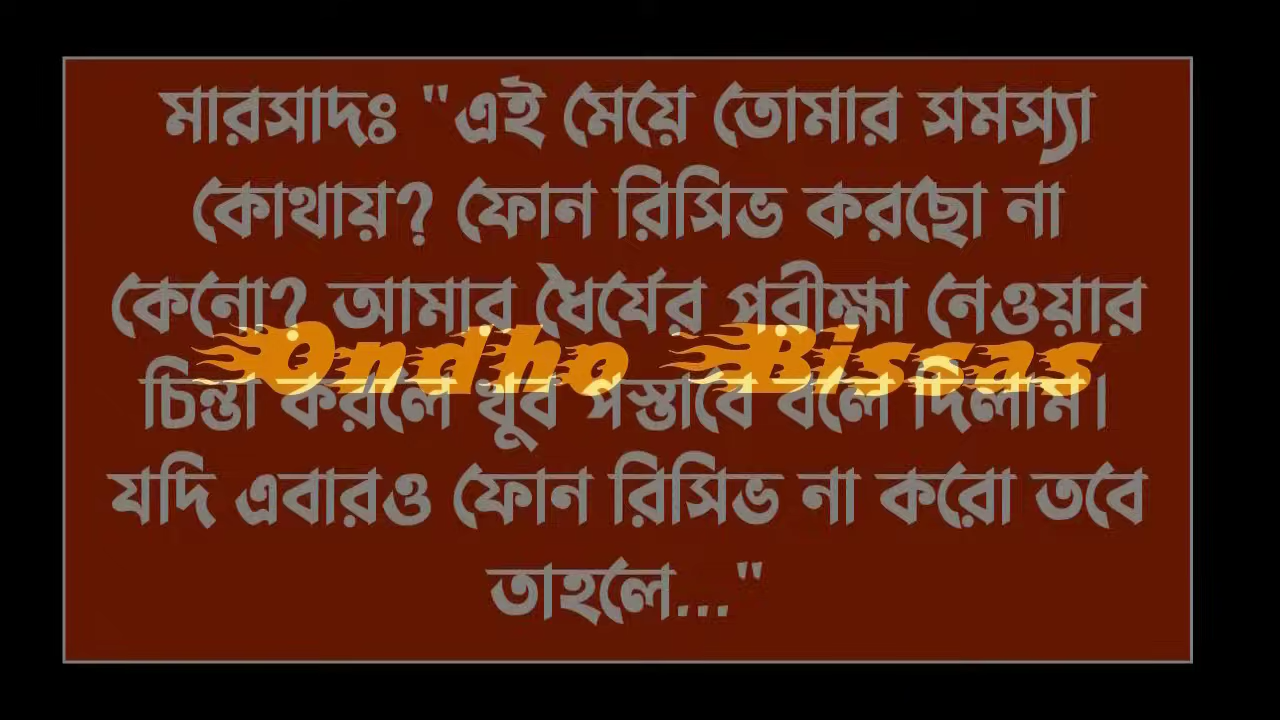 মারসাদঃ "এই মেয়ে তোমার সমস্যা
কোথায়? ফোন রিসিভ করছো না
কেনো? আমার ধৈর্যের পরীক্ষা নেওয়ার
Ondho Bissas
চিন্তা করলে খুব পস্তাবে বলে দিলাম।
যদি এবারও ফোন রিসিভ না করো তবে
তাহলে..."